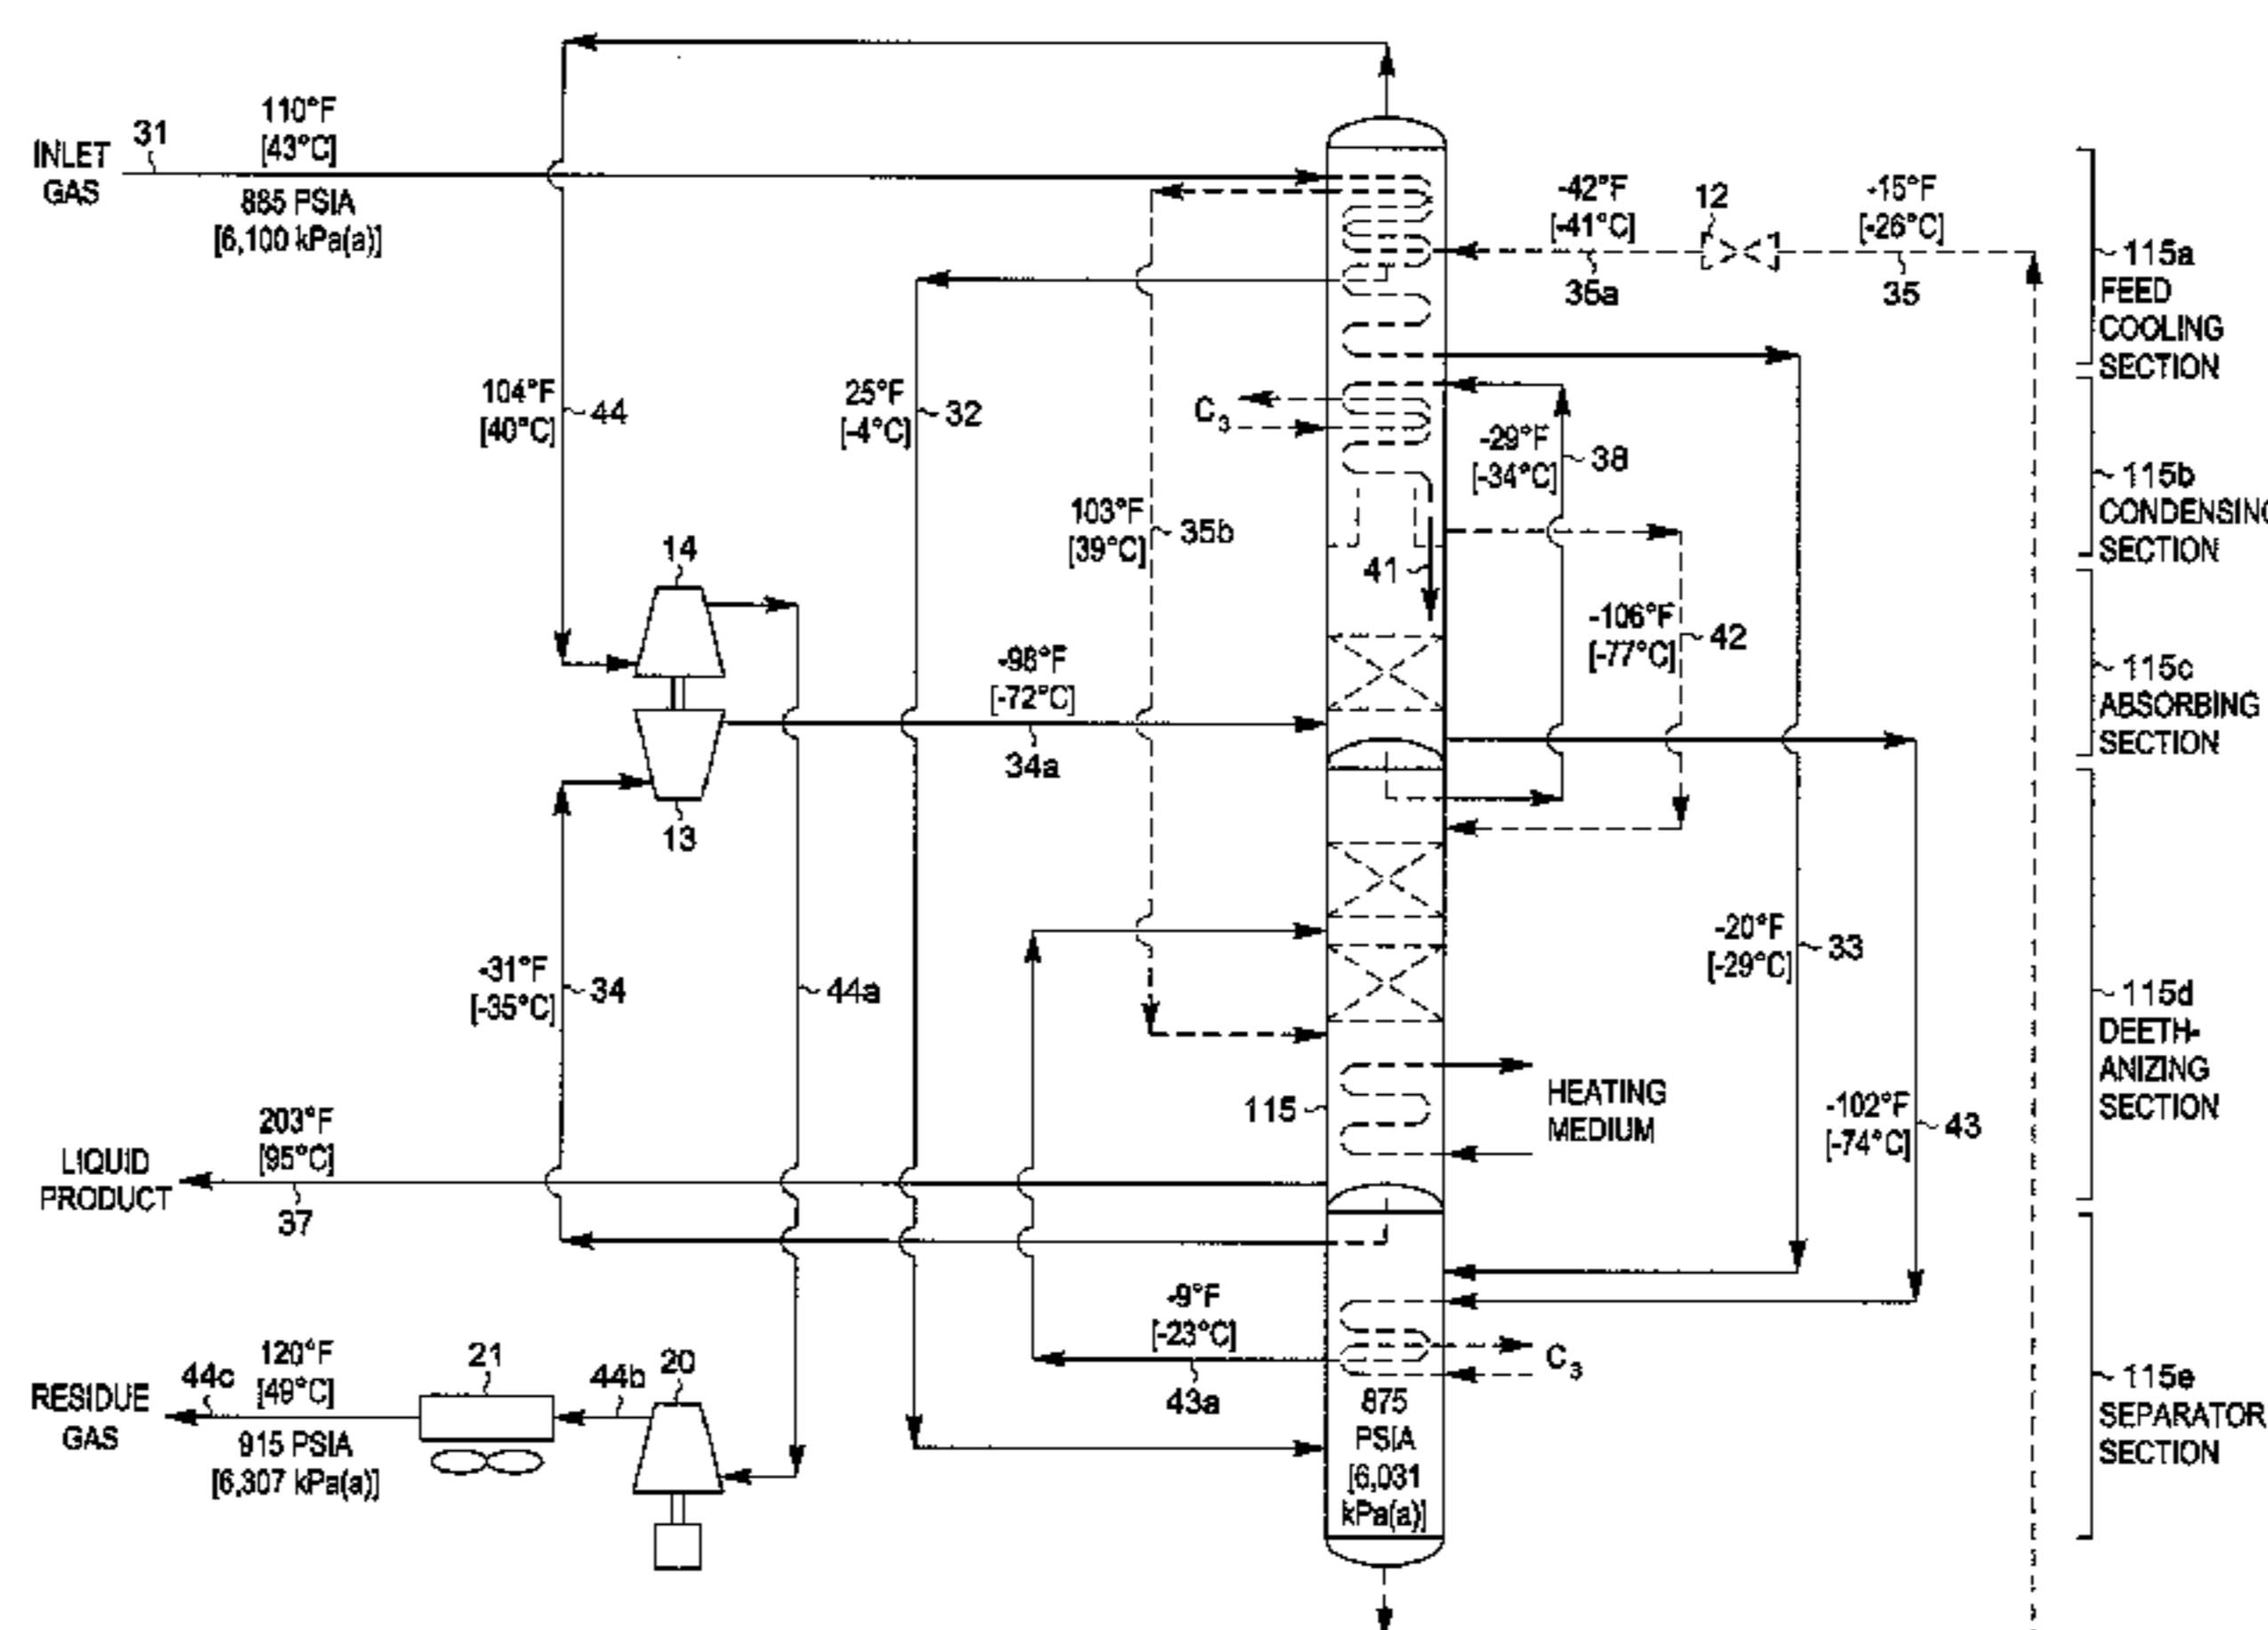 INLET
GAS
31
110°F
[43°C]
885 PSIA
[6,100 kPa(a)]
-42°F
[-41°C]
12
-15°F
[-26°C]
35a
35
115a
FEED
COOLING
SECTION
104°F
[40°C]
44
25°F
[-4°C]
32
C3
-29°F
[-34°C]
38
115b
CONDENSING
SECTION
103°F
[39°C]
35b
14
41
-106°F
[-77°C]
42
-98°F
[-72°C]
34a
115c
ABSORBING
SECTION
13
-31°F
[-35°C]
34
44a
-20°F
[-29°C]
33
115d
DEETH-
ANIZING
SECTION
115
HEATING
MEDIUM
-102°F
[-74°C]
43
203°F
[95°C]
LIQUID
PRODUCT
37
-9°F
[-23°C]
43a
C3
RESIDUE
GAS
44c
120°F
[49°C]
915 PSIA
[6,307 kPa(a)]
21
44b
20
875
PSIA
[6,031
kPa(a)]
115e
SEPARATOR
SECTION